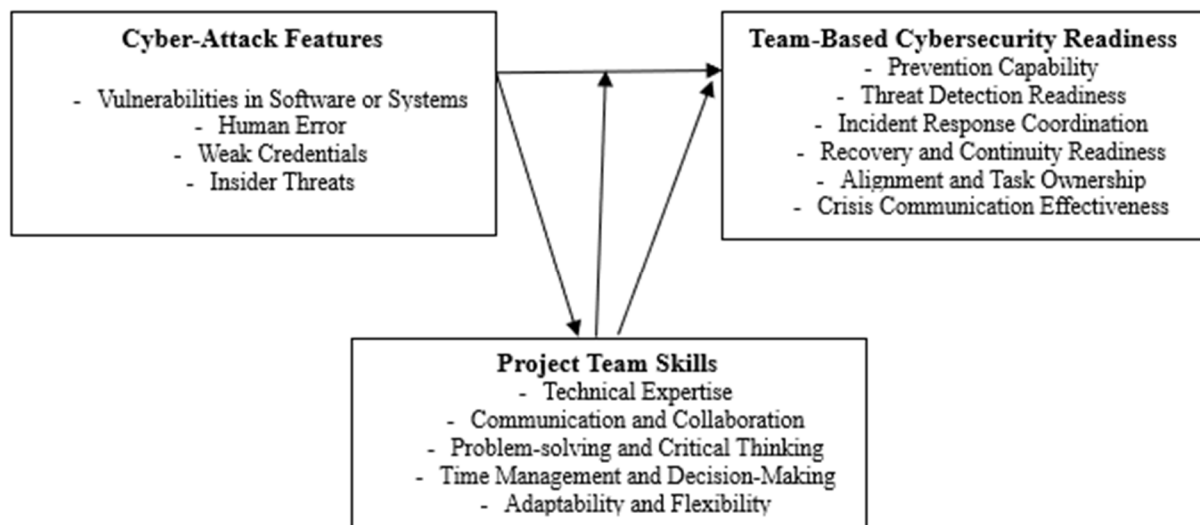 Cyber-Attack Features
- Vulnerabilities in Software or Systems
- Human Error
- Weak Credentials
- Insider Threats
Team-Based Cybersecurity Readiness
- Prevention Capability
- Threat Detection Readiness
- Incident Response Coordination
- Recovery and Continuity Readiness
- Alignment and Task Ownership
- Crisis Communication Effectiveness
Project Team Skills
- Technical Expertise
- Communication and Collaboration
- Problem-solving and Critical Thinking
- Time Management and Decision-Making
- Adaptability and Flexibility